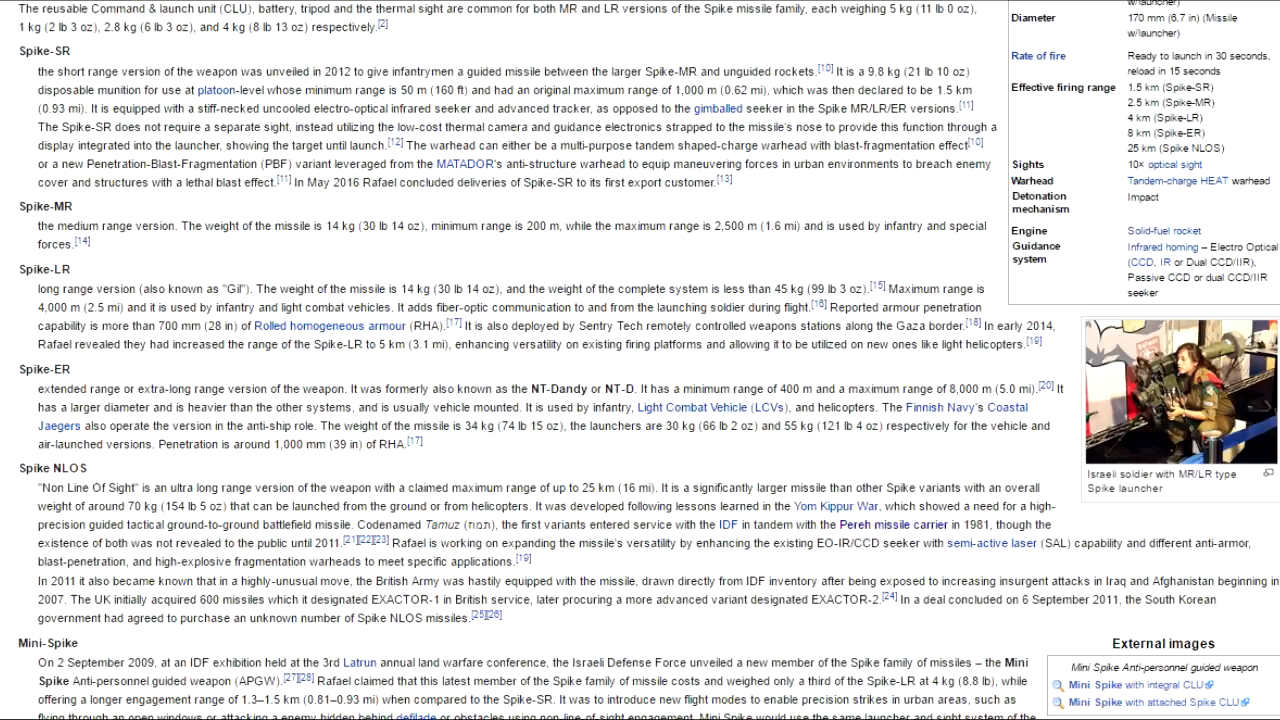 The reusable Command & launch unit (CLU), battery, tripod and the thermal sight are common for both MR and LR versions of the Spike missile family, each weighing 5 kg (11 lb 0 oz),
1 kg (2 lb 3 oz), 2.8 kg (6 lb 3 oz), and 4 kg (8 lb 13 oz) respectively.[2]
Spike-SR
the short range version of the weapon was unveiled in 2012 to give infantrymen a guided missile between the larger Spike-MR and unguided rockets.[10] It is a 9.8 kg (21 lb 10 oz)
disposable munition for use at platoon-level whose minimum range is 50 m (160 ft) and had an original maximum range of 1,000 m (0.62 mi), which was then declared to be 1.5 km
(0.93 mi). It is equipped with a stiff-necked uncooled electro-optical infrared seeker and advanced tracker, as opposed to the gimballed seeker in the Spike MR/LR/ER versions.[11]
The Spike-SR does not require a separate sight, instead utilizing the low-cost thermal camera and guidance electronics strapped to the missile's nose to provide this function through a
display integrated into the launcher, showing the target until launch.[12] The warhead can either be a multi-purpose tandem shaped-charge warhead with blast-fragmentation effect[10]
or a new Penetration-Blast-Fragmentation (PBF) variant leveraged from the MATADOR's anti-structure warhead to equip maneuvering forces in urban environments to breach enemy
cover and structures with a lethal blast effect.[11] In May 2016 Rafael concluded deliveries of Spike-SR to its first export customer.[13]
Spike-MR
the medium range version. The weight of the missile is 14 kg (30 lb 14 oz), minimum range is 200 m, while the maximum range is 2,500 m (1.6 mi) and is used by infantry and special
forces.[14]
Spike-LR
long range version (also known as "Gil"). The weight of the missile is 14 kg (30 lb 14 oz), and the weight of the complete system is less than 45 kg (99 lb 3 oz).[15] Maximum range is
4,000 m (2.5 mi) and it is used by infantry and light combat vehicles. It adds fiber-optic communication to and from the launching soldier during flight.[16] Reported armour penetration
capability is more than 700 mm (28 in) of Rolled homogeneous armour (RHA).[17] It is also deployed by Sentry Tech remotely controlled weapons stations along the Gaza border.[18] In early 2014,
Rafael revealed they had increased the range of the Spike-LR to 5 km (3.1 mi), enhancing versatility on existing firing platforms and allowing it to be utilized on new ones like light helicopters.[19]
Spike-ER
extended range or extra-long range version of the weapon. It was formerly also known as the NT-Dandy or NT-D. It has a minimum range of 400 m and a maximum range of 8,000 m (5.0 mi).[20] It
has a larger diameter and is heavier than the other systems, and is usually vehicle mounted. It is used by infantry, Light Combat Vehicle (LCVs), and helicopters. The Finnish Navy's Coastal
Jaegers also operate the version in the anti-ship role. The weight of the missile is 34 kg (74 lb 15 oz), the launchers are 30 kg (66 lb 2 oz) and 55 kg (121 lb 4 oz) respectively for the vehicle and
air-launched versions. Penetration is around 1,000 mm (39 in) of RHA.[17]
Spike NLOS
"Non Line Of Sight" is an ultra long range version of the weapon with a claimed maximum range of up to 25 km (16 mi). It is a significantly larger missile than other Spike variants with an overall
weight of around 70 kg (154 lb 5 oz) that can be launched from the ground or from helicopters. It was developed following lessons learned in the Yom Kippur War, which showed a need for a high-
precision guided tactical ground-to-ground battlefield missile. Codenamed Tamuz (תמוז), the first variants entered service with the IDF in tandem with the Pereh missile carrier in 1981, though the
existence of both was not revealed to the public until 2011.[21][22][23] Rafael is working on expanding the missile's versatility by enhancing the existing EO-IR/CCD seeker with semi-active laser (SAL) capability and different anti-armor,
blast-penetration, and high-explosive fragmentation warheads to meet specific applications.[19]
In 2011 it also became known that in a highly-unusual move, the British Army was hastily equipped with the missile, drawn directly from IDF inventory after being exposed to increasing insurgent attacks in Iraq and Afghanistan beginning in
2007. The UK initially acquired 600 missiles which it designated EXACTOR-1 in British service, later procuring a more advanced variant designated EXACTOR-2.[24] In a deal concluded on 6 September 2011, the South Korean
government had agreed to purchase an unknown number of Spike NLOS missiles.[25][26]
Mini-Spike
On 2 September 2009, at an IDF exhibition held at the 3rd Latrun annual land warfare conference, the Israeli Defense Force unveiled a new member of the Spike family of missiles – the Mini
Spike Anti-personnel guided weapon (APGW).[27][28] Rafael claimed that this latest member of the Spike family of missile costs and weighed only a third of the Spike-LR at 4 kg (8.8 lb), while
offering a longer engagement range of 1.3–1.5 km (0.81–0.93 mi) when compared to the Spike-SR. It was to introduce new flight modes to enable precision strikes in urban areas, such as
flying through an open windows or attacking a enemy hidden behind defilade or obstacles using non-line of sight engagement. Mini Spike would use the same launcher and sight system of the
w/launcher)
Diameter 170 mm (6.7 in) (Missile
w/launcher)
Rate of fire Ready to launch in 30 seconds,
reload in 15 seconds
Effective firing range 1.5 km (Spike-SR)
2.5 km (Spike-MR)
4 km (Spike-LR)
8 km (Spike-ER)
25 km (Spike NLOS)
Sights 10× optical sight
Warhead Tandem-charge HEAT warhead
Detonation Impact
mechanism
Engine Solid-fuel rocket
Guidance Infrared homing – Electro Optical
system (CCD, IR or Dual CCD/IIR),
Passive CCD or dual CCD/IIR
seeker
Israeli soldier with MR/LR type
Spike launcher
External images
Mini Spike Anti-personnel guided weapon
Mini Spike with integral CLU
Mini Spike with attached Spike CLU